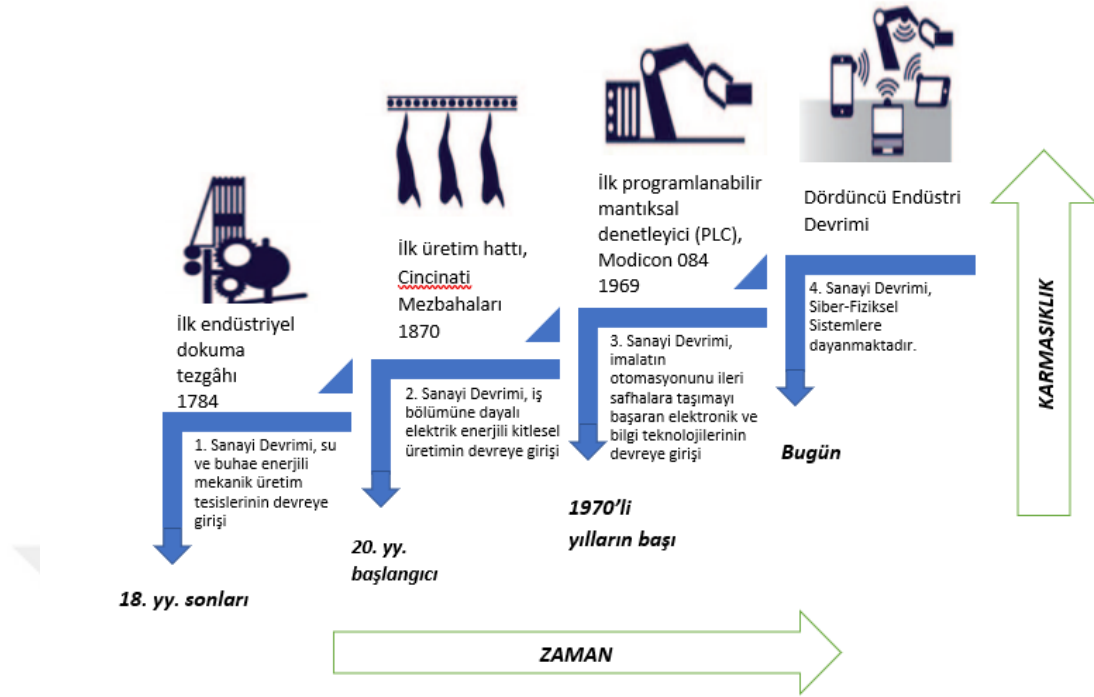 İlk endüstriyel
dokuma
tezgâhı
1784
1. Sanayi Devrimi, su
ve buhae enerjili
mekanik üretim
tesislerinin devreye
girişi
18. yy. sonları
İlk üretim hattı,
Cincinati
Mezbahaları
1870
2. Sanayi Devrimi, iş
bölümüne dayalı
elektrik enerjili kitlesel
üretimin devreye girişi
20. yy.
başlangıcı
İlk programlanabilir
mantıksal
denetleyici (PLC),
Modicon 084
1969
3. Sanayi Devrimi,
imalatın
otomasyonunu ileri
safhalara taşımayı
başaran elektronik ve
bilgi teknolojilerinin
devreye girişi
1970’li
yılların başı
Dördüncü Endüstri
Devrimi
4. Sanayi Devrimi,
Siber-Fiziksel
Sistemlere
dayanmaktadır.
Bugün
KARMAŞIKLIK
ZAMAN